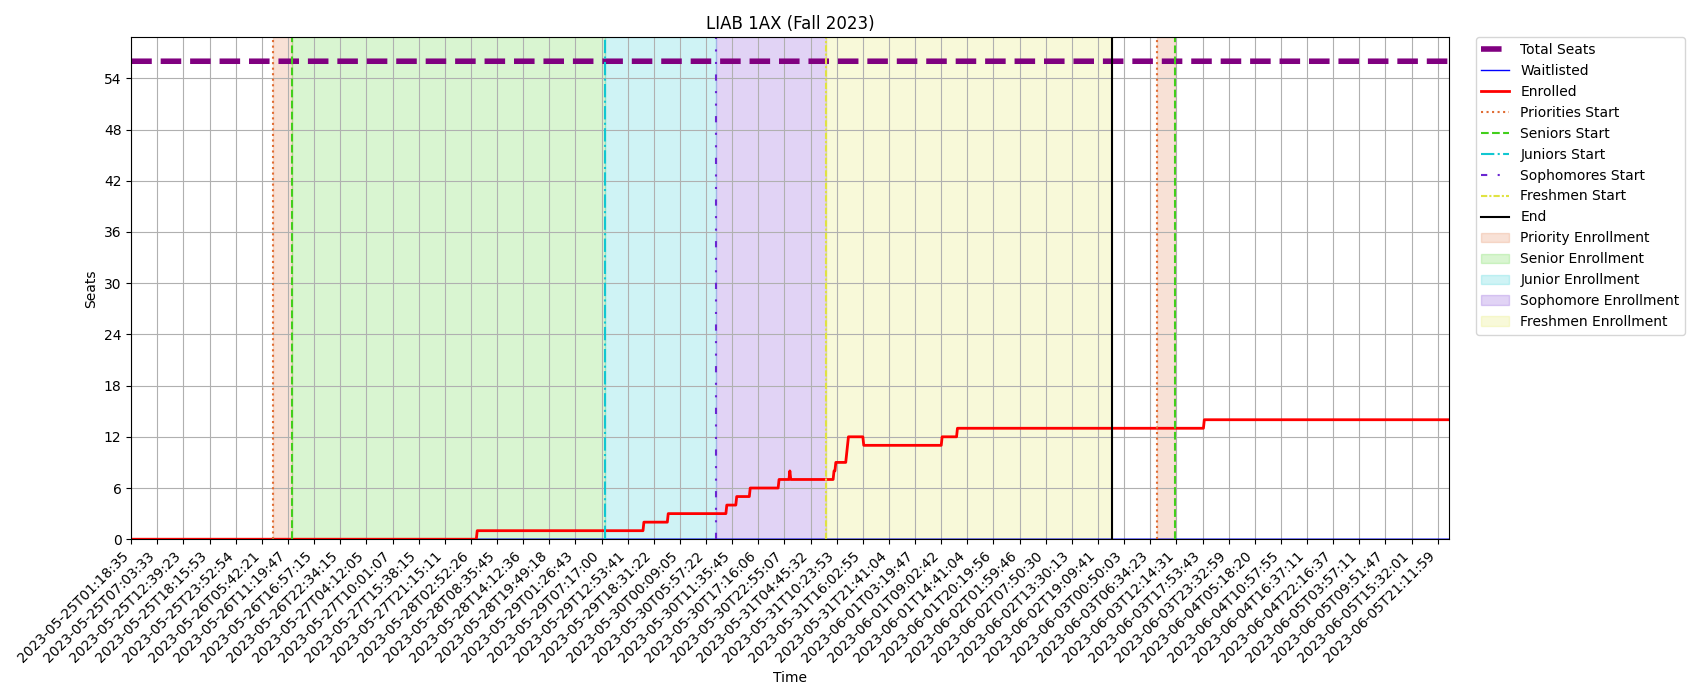 LIAB 1AX (Fall 2023)
Seats
54
48
42
36
30
24
18
12
6
0
2023-05-25T01:18:35
2023-05-25T07:03:33
2023-05-25T12:39:23
2023-05-25T18:15:53
2023-05-25T23:52:54
2023-05-26T05:42:21
2023-05-26T11:19:47
2023-05-26T16:57:15
2023-05-26T22:34:15
2023-05-27T04:12:05
2023-05-27T10:01:07
2023-05-27T15:38:15
2023-05-27T21:15:11
2023-05-28T02:52:26
2023-05-28T08:35:45
2023-05-28T14:12:36
2023-05-28T19:49:18
2023-05-29T01:26:43
2023-05-29T07:17:00
2023-05-29T12:53:41
2023-05-29T18:31:22
2023-05-30T00:09:05
2023-05-30T05:57:22
2023-05-30T11:35:45
2023-05-30T17:16:06
2023-05-30T22:55:07
2023-05-31T04:45:32
2023-05-31T10:23:53
2023-05-31T16:02:55
2023-05-31T21:41:04
2023-06-01T03:19:47
2023-06-01T09:02:42
2023-06-01T14:41:04
2023-06-01T20:19:56
2023-06-02T01:59:46
2023-06-02T07:50:30
2023-06-02T13:30:13
2023-06-02T19:09:41
2023-06-03T00:50:03
2023-06-03T06:34:23
2023-06-03T12:14:31
2023-06-03T17:53:43
2023-06-03T23:32:59
2023-06-04T05:18:20
2023-06-04T10:57:55
2023-06-04T16:37:11
2023-06-04T22:16:37
2023-06-05T03:57:11
2023-06-05T09:51:47
2023-06-05T15:32:01
2023-06-05T21:11:59
Time
Total Seats
Waitlisted
Enrolled
Priorities Start
Seniors Start
Juniors Start
Sophomores Start
Freshmen Start
End
Priority Enrollment
Senior Enrollment
Junior Enrollment
Sophomore Enrollment
Freshmen Enrollment